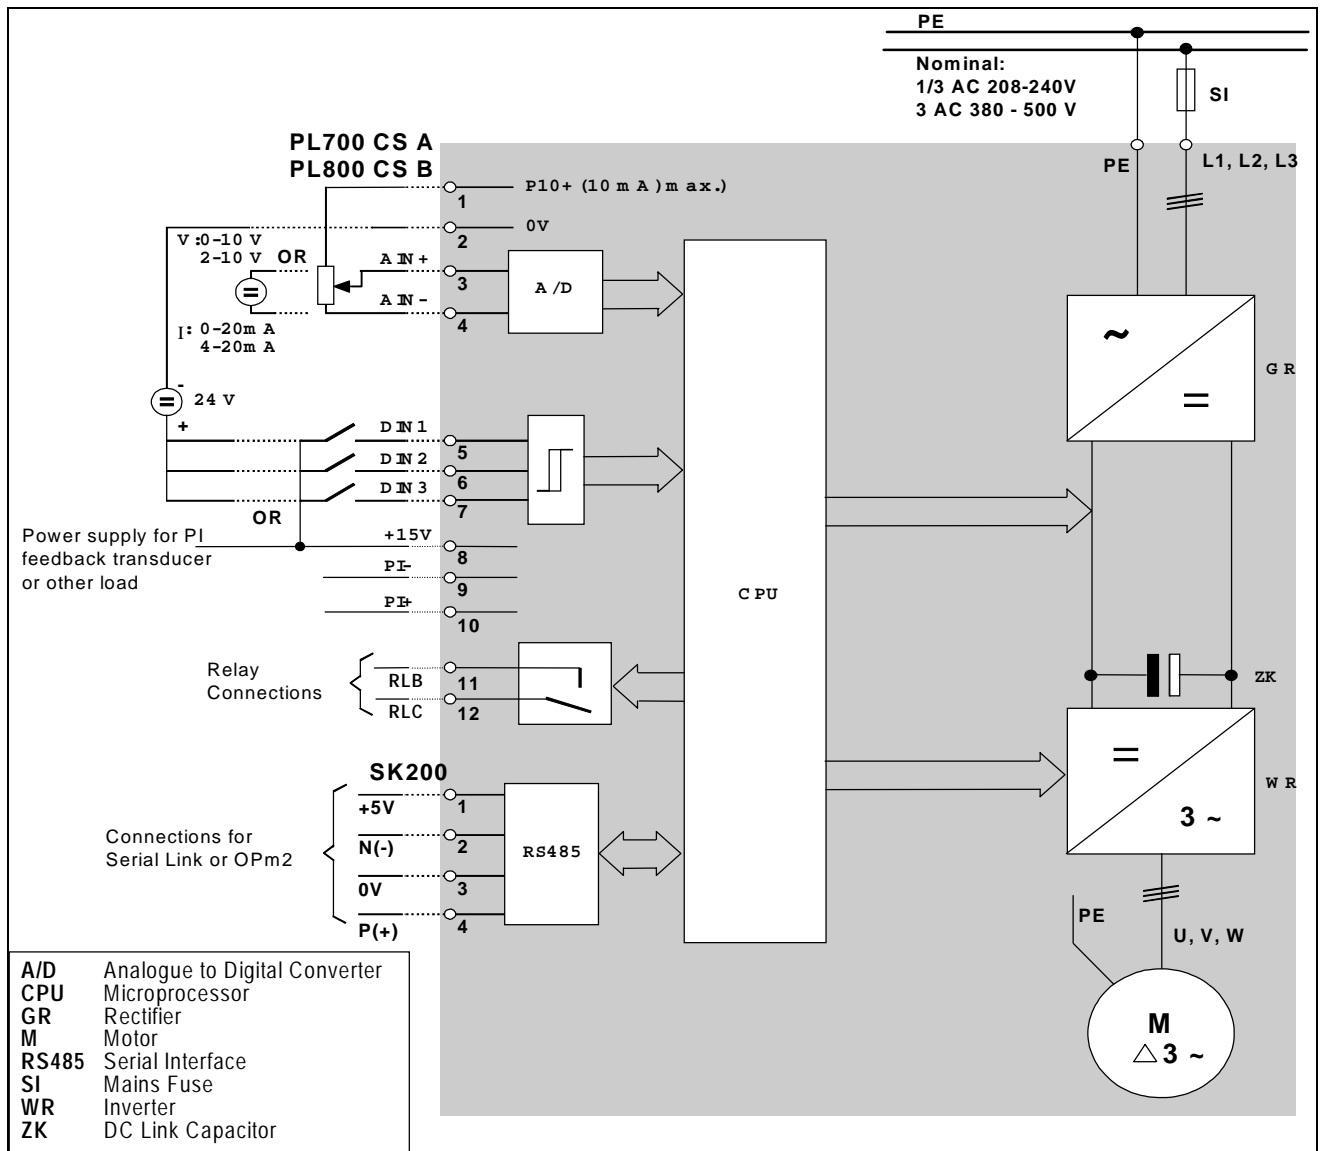 PE
Nominal:
1/3 AC 208-240V
3 AC 380 - 500 V
SI
PL700 CS A
PL800 CS B
PE
L1, L2, L3
1
P10+ (10 mA) max.)
2
0V
V:0-10 V
2-10 V
OR
AIN+
3
AIN-
4
A/D
I: 0-20mA
4-20mA
~
=
GR
-
= 24 V
+
DIN1
5
DIN2
6
DIN3
7
OR
Power supply for PI
feedback transducer
or other load
+15V
8
PI-
9
PI+
10
CPU
Relay
Connections
RLB
11
RLC
12
ZK
SK200
+5V
1
N(-)
2
0V
3
P(+)
4
Connections for
Serial Link or OPm2
RS485
=
3 ~
WR
PE
U, V, W
M
△ 3 ~
A/D Analogue to Digital Converter
CPU Microprocessor
GR Rectifier
M Motor
RS485 Serial Interface
SI Mains Fuse
WR Inverter
ZK DC Link Capacitor